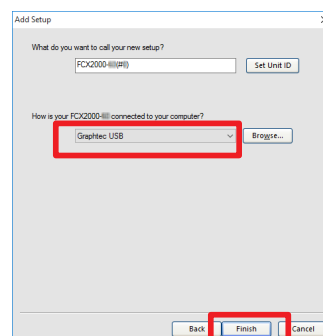 Add Setup
What do you want to call your new setup?
FCX2000-
Set Unit ID
How is your FCX2000- connected to your computer?
Graphtec USB
Browse...
Back
Finish
Cancel